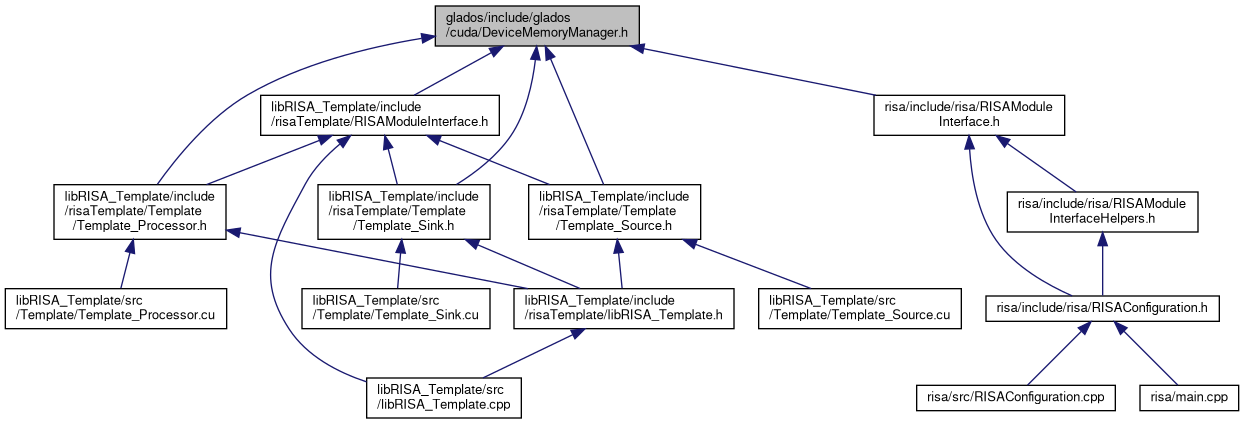 glados/include/glados
/cuda/DeviceMemoryManager.h
libRISA_Template/include
/risaTemplate/RISAModuleInterface.h
risa/include/risa/RISAModule
Interface.h
libRISA_Template/include
/risaTemplate/Template
/Template_Processor.h
libRISA_Template/include
/risaTemplate/Template
/Template_Sink.h
libRISA_Template/include
/risaTemplate/Template
/Template_Source.h
risa/include/risa/RISAModule
InterfaceHelpers.h
libRISA_Template/src
/Template/Template_Processor.cu
libRISA_Template/src
/Template/Template_Sink.cu
libRISA_Template/include
/risaTemplate/libRISA_Template.h
libRISA_Template/src
/Template/Template_Source.cu
risa/include/risa/RISAConfiguration.h
libRISA_Template/src
/libRISA_Template.cpp
risa/src/RISAConfiguration.cpp
risa/main.cpp